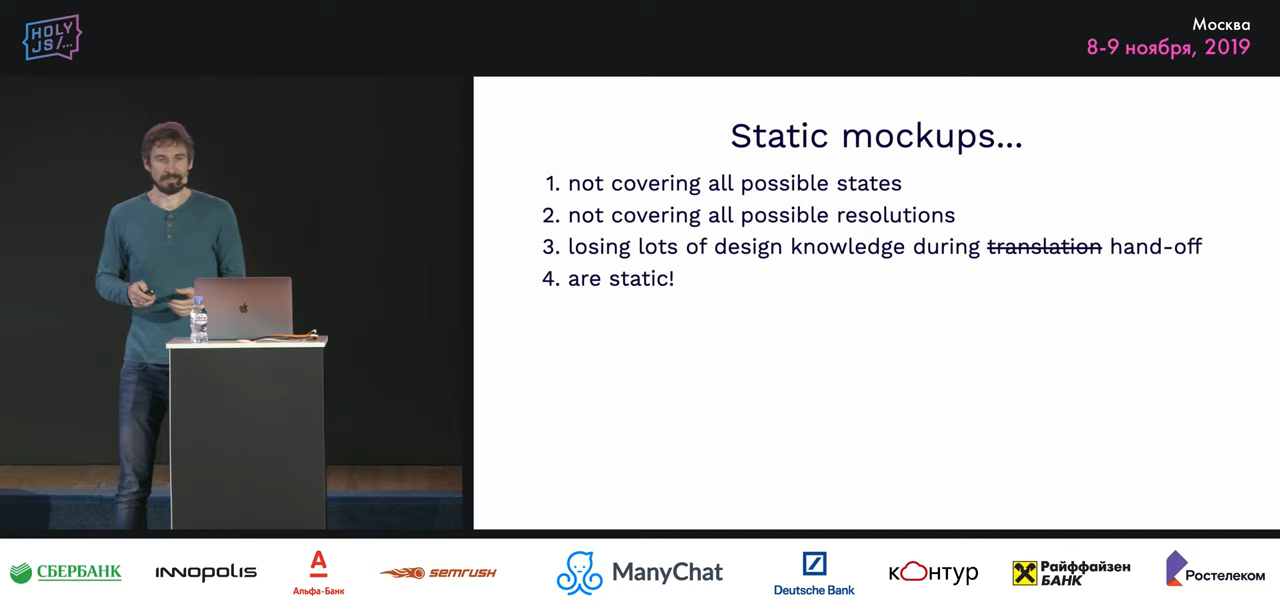 HOLY
JS/...
Москва
8-9 ноября, 2019
Static mockups...
1. not covering all possible states
2. not covering all possible resolutions
3. losing lots of design knowledge during translation hand-off
4. are static!
СБЕРБАНК
INNOPOLIS
А
Альфа·Банк
semrush
ManyChat
Deutsche Bank
кОнтур
Райффайзен
БАНК
Ростелеком